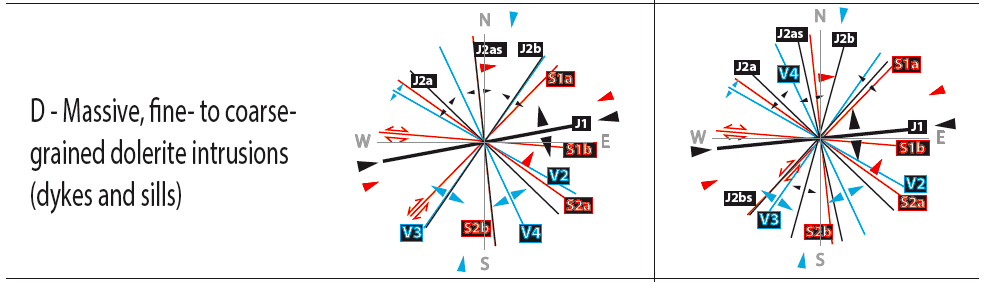 D - Massive, fine- to coarse-
grained dolerite intrusions
(dykes and sills)
N
J2as
J2b
J2a
S1a
J1
W
E
S1b
V2
S2a
V3
S2b
V4
S
N
J2as
J2b
J2a
V4
S1a
J1
W
E
S1b
V2
J2bs
S2a
V3
S2b
S